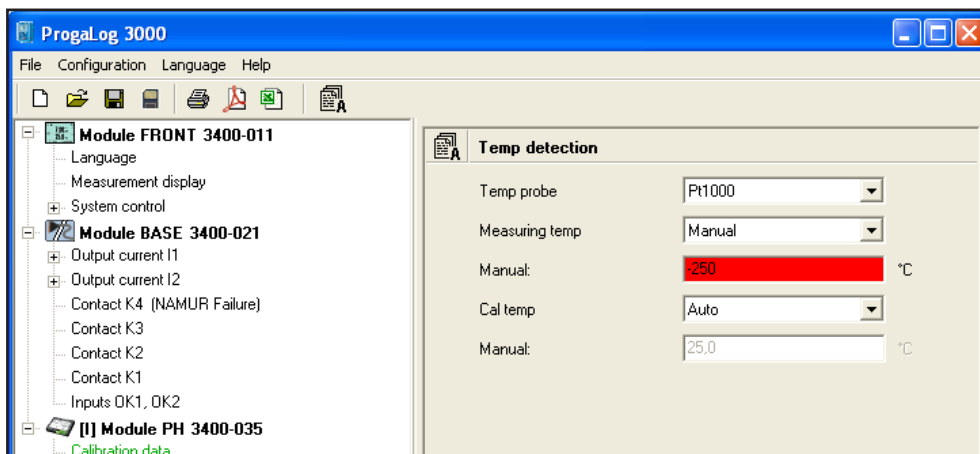 ProgaLog 3000
File Configuration Language Help
Module FRONT 3400-011
Language
Measurement display
System control
Module BASE 3400-021
Output current I1
Output current I2
Contact K4 (NAMUR Failure)
Contact K3
Contact K2
Contact K1
Inputs OK1, OK2
[I] Module PH 3400-035
Calibration data
Temp detection
Temp probe Pt1000
Measuring temp Manual
Manual: -250 °C
Cal temp Auto
Manual: 25,0 °C